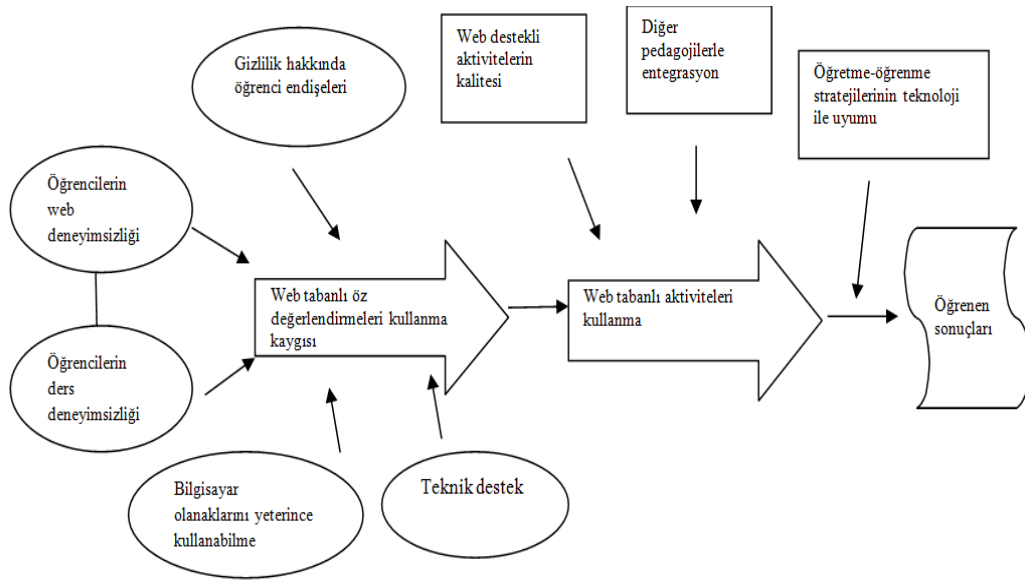 Gizlilik hakkında
öğrenci endişeleri
Web destekli
aktivitelerin
kalitesi
Diğer
pedagojilerle
entegrasyon
Öğretme-öğrenme
stratejilerinin teknoloji
ile uyumu
Öğrencilerin
web
deneyimsizliği
Web tabanlı öz
değerlendirmeleri kullanma
kaygısı
Web tabanlı aktiviteleri
kullanma
Öğrenen
sonuçları
Öğrencilerin
ders
deneyimsizliği
Bilgisayar
olanaklarını yeterince
kullanabilme
Teknik destek